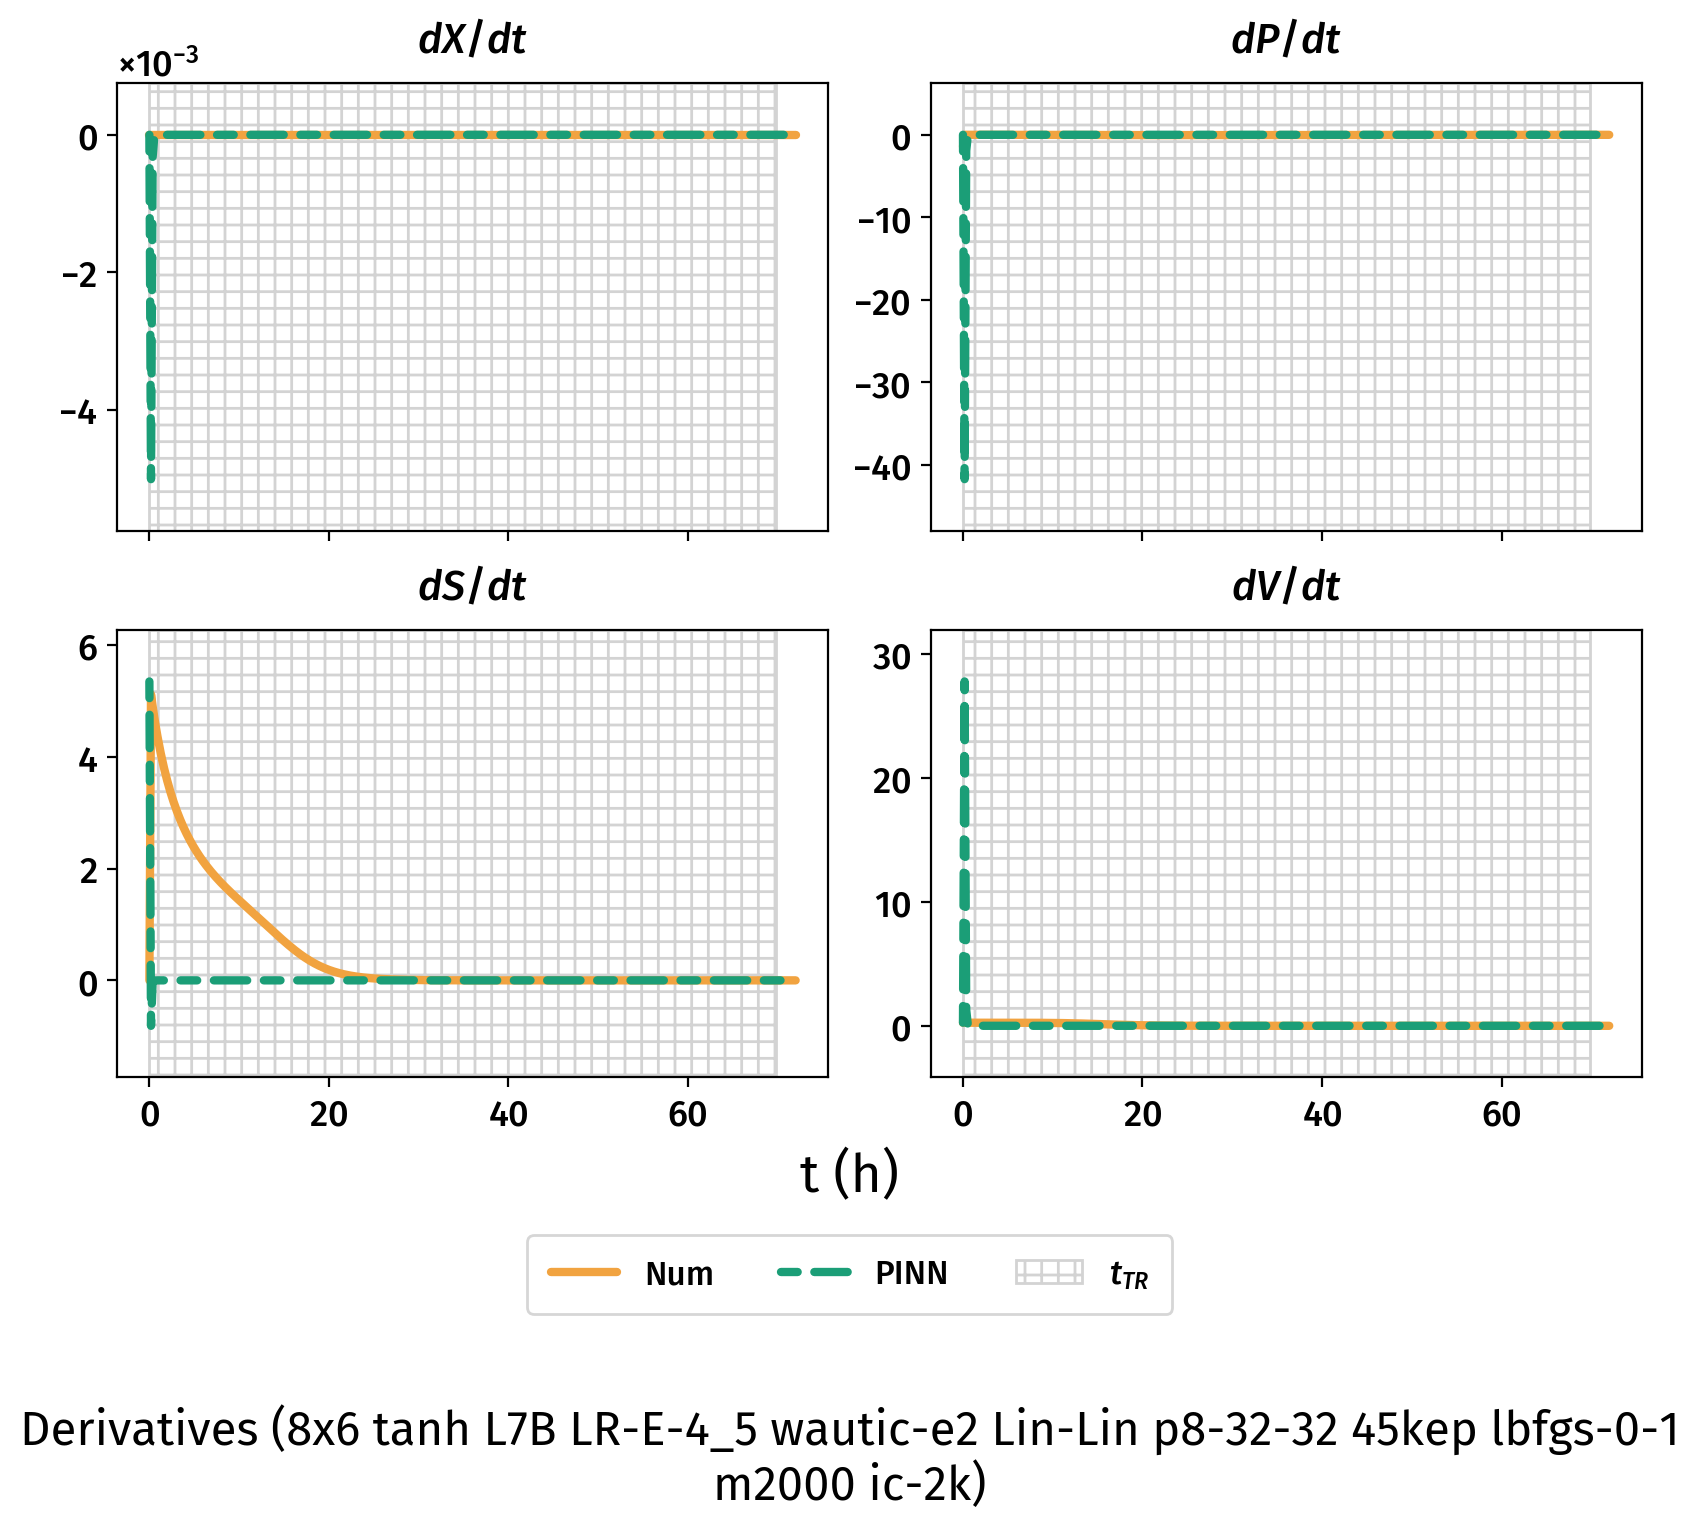 dX/dt
dP/dt
×10⁻³
0
−2
−4
0
−10
−20
−30
−40
dS/dt
dV/dt
6
4
2
0
30
20
10
0
0 20 40 60
0 20 40 60
t (h)
Num PINN t_TR
Derivatives (8x6 tanh L7B LR-E-4_5 wautic-e2 Lin-Lin p8-32-32 45kep lbfgs-0-1
m2000 ic-2k)